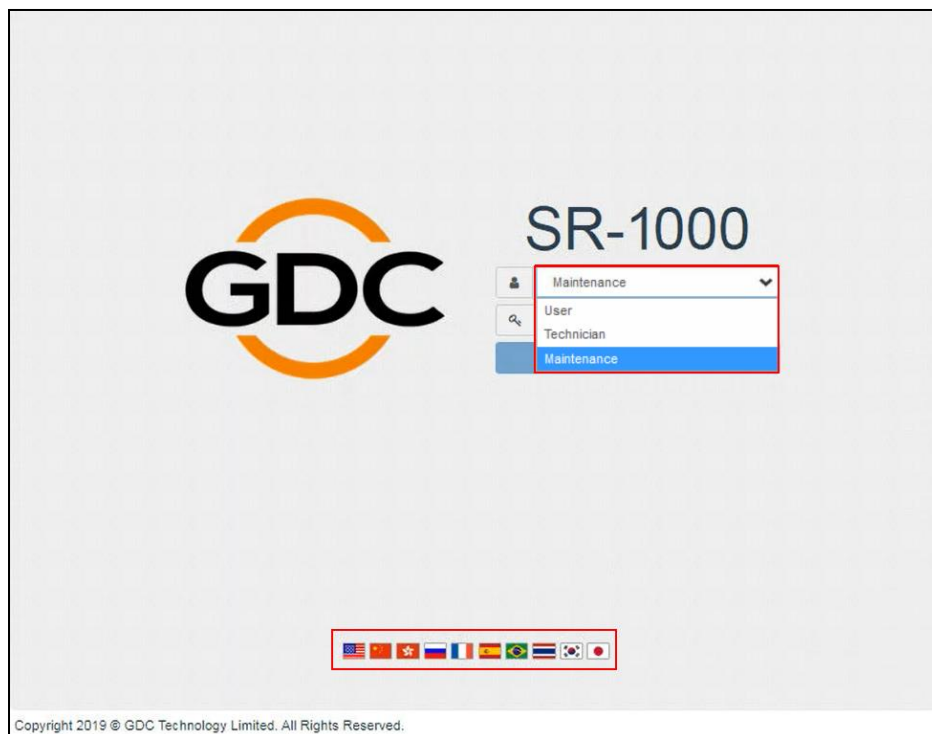 GDC
SR-1000
Maintenance
User
Technician
Maintenance
Copyright 2019 © GDC Technology Limited. All Rights Reserved.